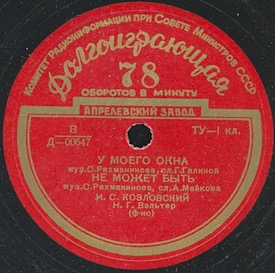 Комитет Радиоинформации при Совете Министров СССР
Долгоиграющая
78
ОБОРОТОВ В МИНУТУ
АПРЕЛЕВСКИЙ ЗАВОД
В
Д—00647
ТУ—I кл.
У МОЕГО ОКНА
муз. С. Рахманинова, сл. Г. Галиной
НЕ МОЖЕТ БЫТЬ
муз. С. Рахманинова, сл. А. Майкова
И. С. КОЗЛОВСКИЙ
Н. Г. Вальтер
(ф-но)